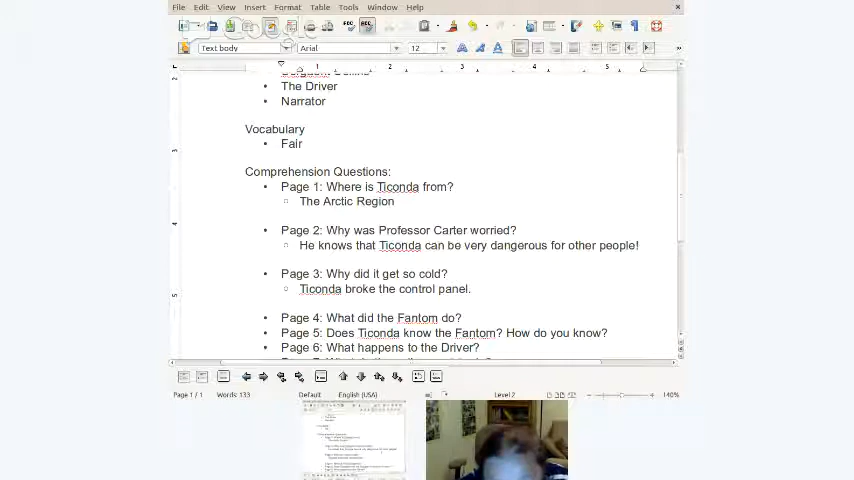 File Edit View Insert Format Table Tools Window Help
Text body Arial 12
1 2 3 4 5
The Driver
Narrator
Vocabulary
Fair
Comprehension Questions:
Page 1: Where is Ticonda from?
The Arctic Region
Page 2: Why was Professor Carter worried?
He knows that Ticonda can be very dangerous for other people!
Page 3: Why did it get so cold?
Ticonda broke the control panel.
Page 4: What did the Fantom do?
Page 5: Does Ticonda know the Fantom? How do you know?
Page 6: What happens to the Driver?
Page 1 / 1 Words: 133 Default English (USA) Level 2 140%